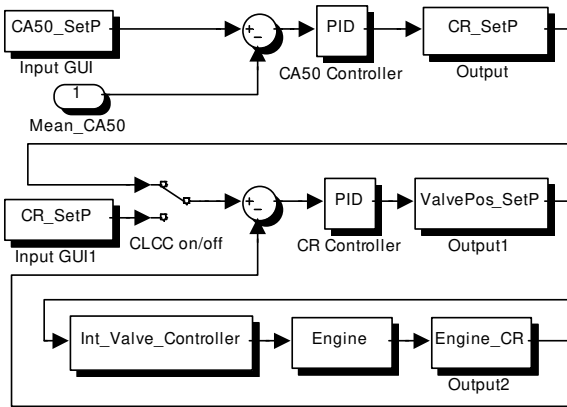 CA50_SetP
Input GUI
1
Mean_CA50
+
-
PID
CA50 Controller
CR_SetP
Output
CR_SetP
Input GUI1
CLCC on/off
+
-
PID
CR Controller
ValvePos_SetP
Output1
Int_Valve_Controller
Engine
Engine_CR
Output2